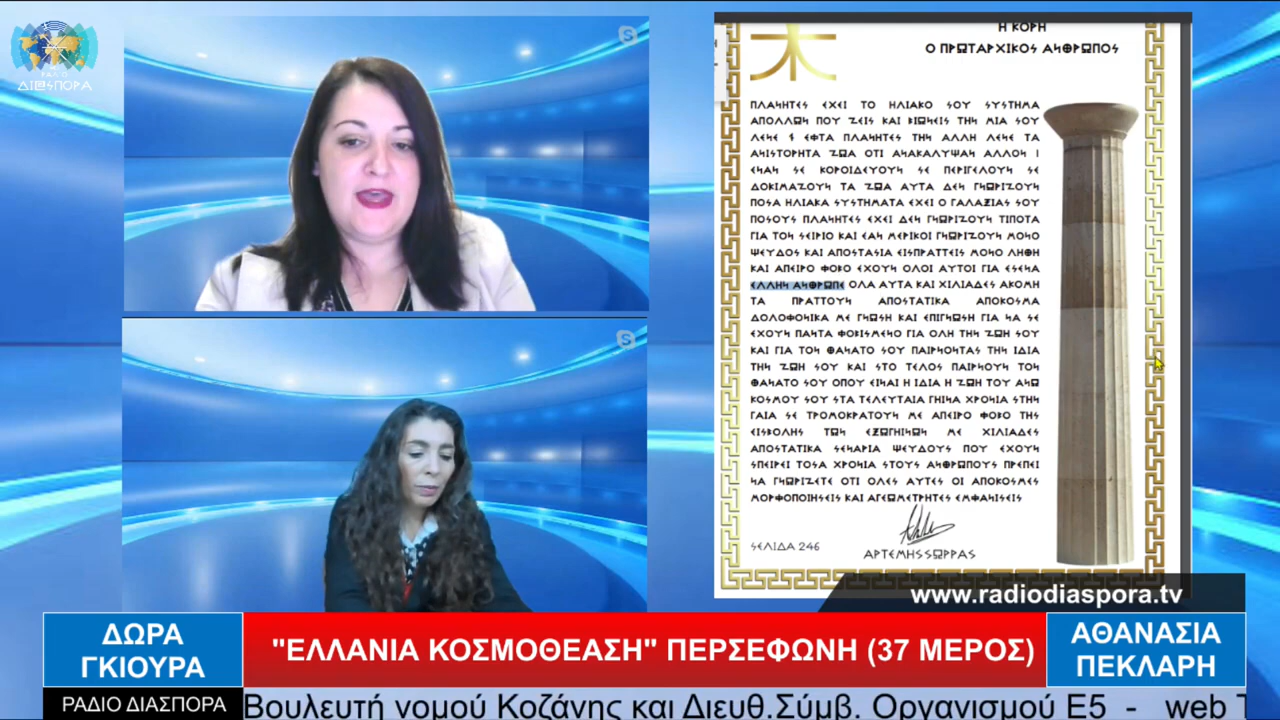 ΡΑΔΙΟ
ΔΙΑΣΠΟΡΑ
Η ΚΟΡΗ
Ο ΠΡΩΤΑΡΧΙΚΟΣ ΑΝΘΡΩΠΟΣ
ΠΛΑΝΗΤΕΣ ΕΧΕΙ ΤΟ ΗΛΙΑΚΟ ΣΟΥ ΣΥΣΤΗΜΑ
ΑΠΟΛΛΩΝ ΠΟΥ ΖΕΙΣ ΚΑΙ ΒΙΩΝΕΙΣ ΤΗΝ ΜΙΑ ΣΟΥ
ΛΕΝΕ 5 ΕΦΤΑ ΠΛΑΝΗΤΕΣ ΤΗΝ ΑΛΛΗ ΛΕΝΕ ΤΑ
ΑΝΙΣΤΟΡΗΤΑ ΖΩΑ ΟΤΙ ΑΝΑΚΑΛΥΨΑΝ ΑΛΛΟΝ Ι
ΕΝΑΝ ΣΕ ΚΟΡΟΙΔΕΥΟΥΝ ΣΕ ΠΕΡΙΓΕΛΟΥΝ ΣΕ
ΔΟΚΙΜΑΖΟΥΝ ΤΑ ΖΩΑ ΑΥΤΑ ΔΕΝ ΓΝΩΡΙΖΟΥΝ
ΠΟΣΑ ΗΛΙΑΚΑ ΣΥΣΤΗΜΑΤΑ ΕΧΕΙ Ο ΓΑΛΑΞΙΑΣ ΣΟΥ
ΠΟΣΟΥΣ ΠΛΑΝΗΤΕΣ ΕΧΕΙ ΔΕΝ ΓΝΩΡΙΖΟΥΝ ΤΙΠΟΤΑ
ΓΙΑ ΤΟΝ ΣΕΙΡΙΟ ΚΑΙ ΕΑΝ ΜΕΡΙΚΟΙ ΓΝΩΡΙΖΟΥΝ ΜΟΝΟ
ΨΕΥΔΟΣ ΚΑΙ ΑΠΟΣΤΑΣΙΑ ΕΙΣΠΡΑΤΤΕΙΣ ΜΟΝΟ ΛΗΘΗ
ΚΑΙ ΑΠΕΙΡΟ ΦΟΒΟ ΕΧΟΥΝ ΟΛΟΙ ΑΥΤΟΙ ΓΙΑ ΕΣΕΝΑ
ΕΛΛΗΝ ΑΝΘΡΩΠΕ ΟΛΑ ΑΥΤΑ ΚΑΙ ΧΙΛΙΑΔΕΣ ΑΚΟΜΗ
ΤΑ ΠΡΑΤΤΟΥΝ ΑΠΟΣΤΑΤΙΚΑ ΑΠΟΚΟΣΜΑ
ΔΟΛΟΦΟΝΙΚΑ ΜΕ ΓΝΩΣΗ ΚΑΙ ΕΠΙΓΝΩΣΗ ΓΙΑ ΝΑ ΣΕ
ΕΧΟΥΝ ΠΑΝΤΑ ΦΟΒΙΣΜΕΝΟ ΓΙΑ ΟΛΗ ΤΗΝ ΖΩΗ ΣΟΥ
ΚΑΙ ΓΙΑ ΤΟΝ ΘΑΝΑΤΟ ΣΟΥ ΠΑΙΡΝΟΝΤΑΣ ΤΗΝ ΙΔΙΑ
ΤΗΝ ΖΩΗ ΣΟΥ ΚΑΙ ΣΤΟ ΤΕΛΟΣ ΠΑΙΡΝΟΥΝ ΤΟΝ
ΘΑΝΑΤΟ ΣΟΥ ΟΠΟΥ ΕΙΝΑΙ Η ΙΔΙΑ Η ΖΩΗ ΤΟΥ ΑΝΩ
ΚΟΣΜΟΥ ΣΟΥ ΣΤΑ ΤΕΛΕΥΤΑΙΑ ΓΗΙΝΑ ΧΡΟΝΙΑ ΣΤΗΝ
ΓΑΙΑ ΣΕ ΤΡΟΜΟΚΡΑΤΟΥΝ ΜΕ ΑΠΕΙΡΟ ΦΟΒΟ ΤΗΣ
ΕΙΣΒΟΛΗΣ ΤΩΝ ΕΞΩΓΗΙΝΩΝ ΜΕ ΧΙΛΙΑΔΕΣ
ΑΠΟΣΤΑΤΙΚΑ ΣΕΝΑΡΙΑ ΨΕΥΔΟΥΣ ΠΟΥ ΕΧΟΥΝ
ΣΠΕΙΡΕΙ ΤΟΣΑ ΧΡΟΝΙΑ ΣΤΟΥΣ ΑΝΘΡΩΠΟΥΣ ΠΡΕΠΕΙ
ΝΑ ΓΝΩΡΙΖΕΤΕ ΟΤΙ ΟΛΕΣ ΑΥΤΕΣ ΟΙ ΑΠΟΚΟΣΜΕΣ
ΜΟΡΦΟΠΟΙΗΣΕΙΣ ΚΑΙ ΑΓΕΩΜΕΤΡΗΤΕΣ ΕΜΦΑΝΙΣΕΙΣ
ΣΕΛΙΔΑ 246
ΑΡΤΕΜΗΣ ΣΩΡΡΑΣ
www.radiodiaspora.tv
ΔΩΡΑ
ΓΚΙΟΥΡΑ
"ΕΛΛΑΝΙΑ ΚΟΣΜΟΘΕΑΣΗ" ΠΕΡΣΕΦΩΝΗ (37 ΜΕΡΟΣ)
ΑΘΑΝΑΣΙΑ
ΠΕΚΛΑΡΗ
ΡΑΔΙΟ ΔΙΑΣΠΟΡΑ
Βουλευτή νομού Κοζάνης και Διευθ.Σύμβ. Οργανισμού Ε5 - web T